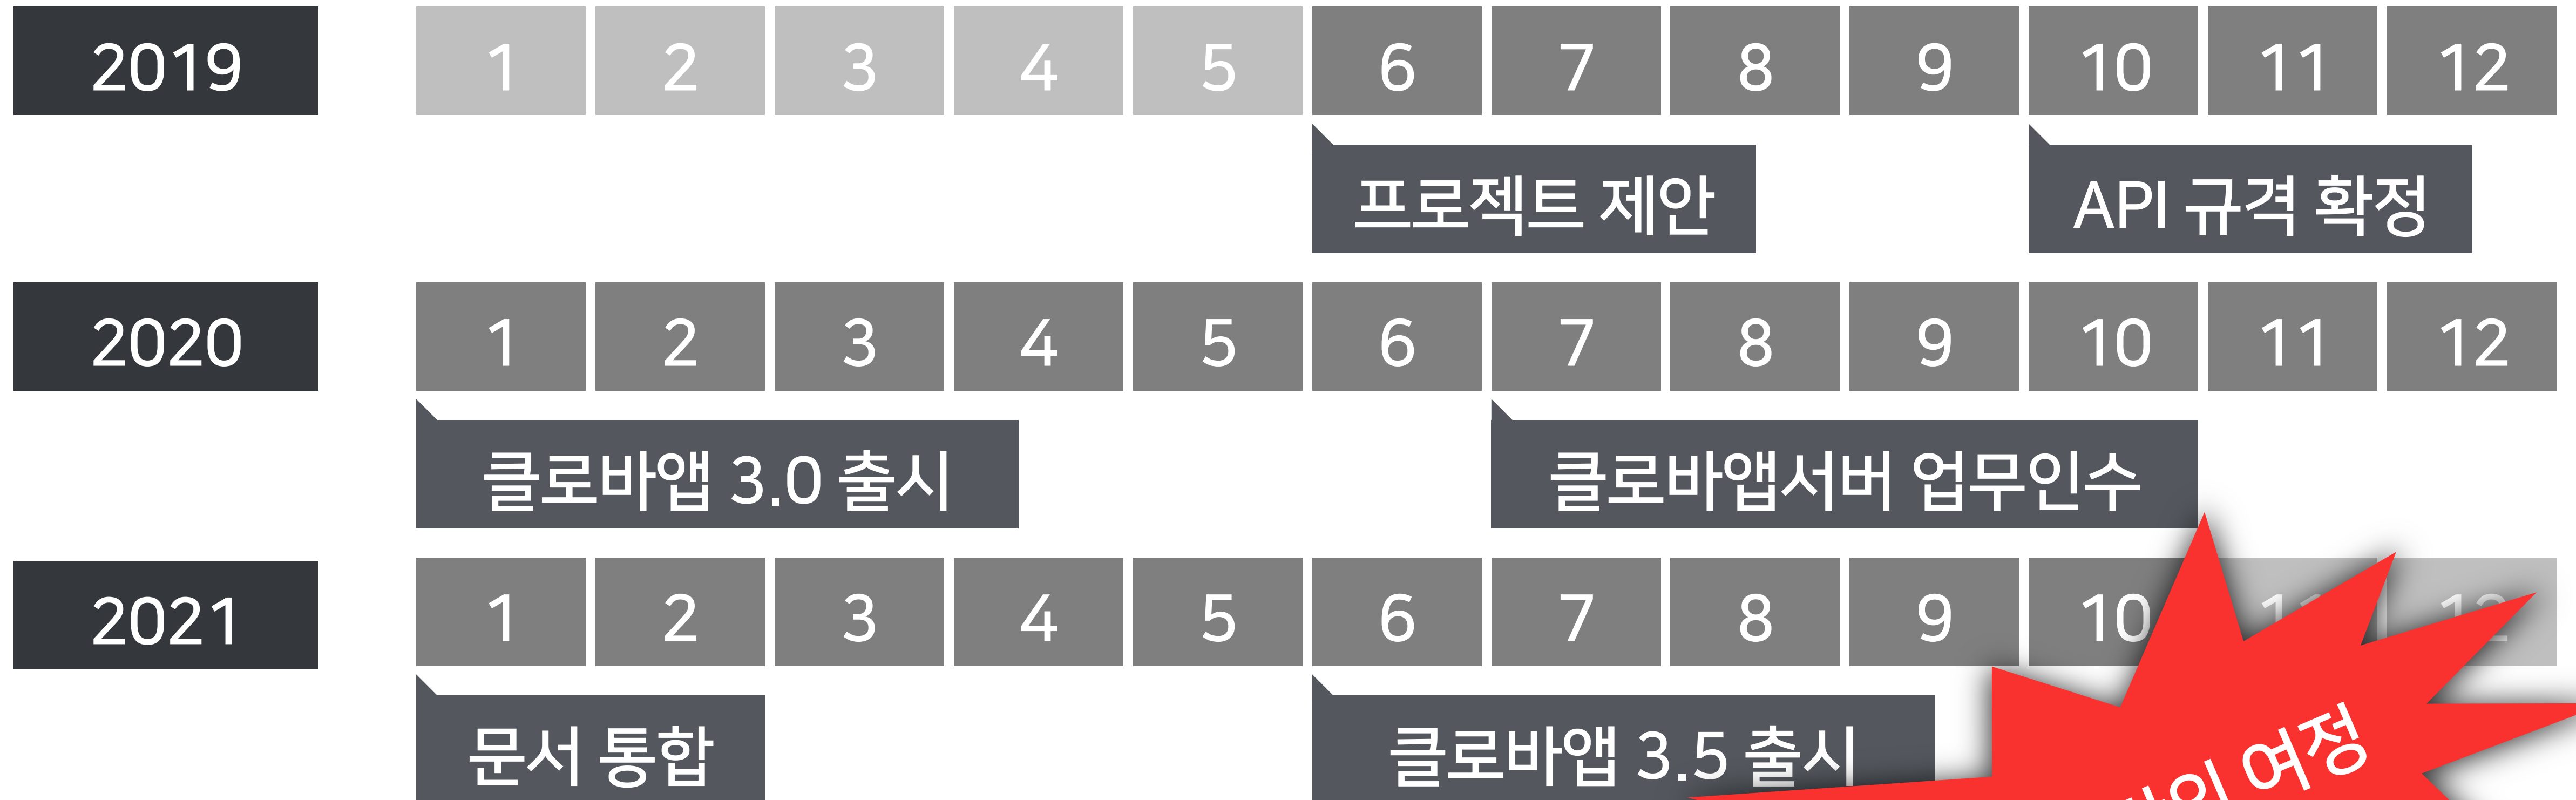 2019 1 2 3 4 5 6 7 8 9 10 11 12
프로젝트 제안 API 규격 확정
2020 1 2 3 4 5 6 7 8 9 10 11 12
클로바앱 3.0 출시 클로바앱서버 업무인수
2021 1 2 3 4 5 6 7 8 9 10 11 12
문서 통합 클로바앱 3.5 출시
여정